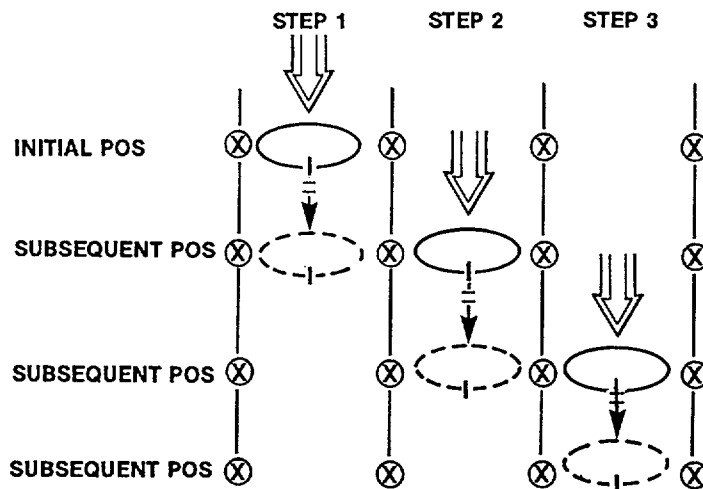 STEP 1 STEP 2 STEP 3
INITIAL POS
SUBSEQUENT POS
SUBSEQUENT POS
SUBSEQUENT POS